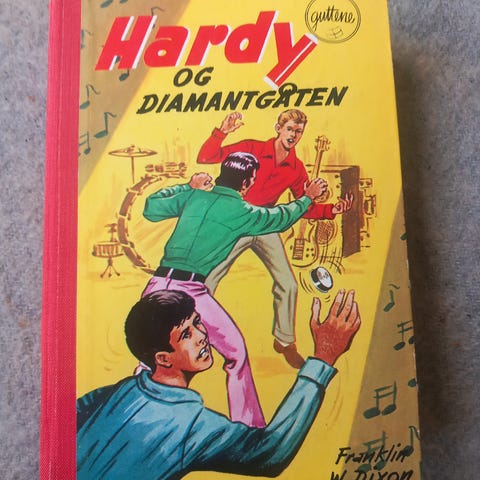 Hardy
guttene
OG
DIAMANTGÅTEN
Franklin
W. Dixon